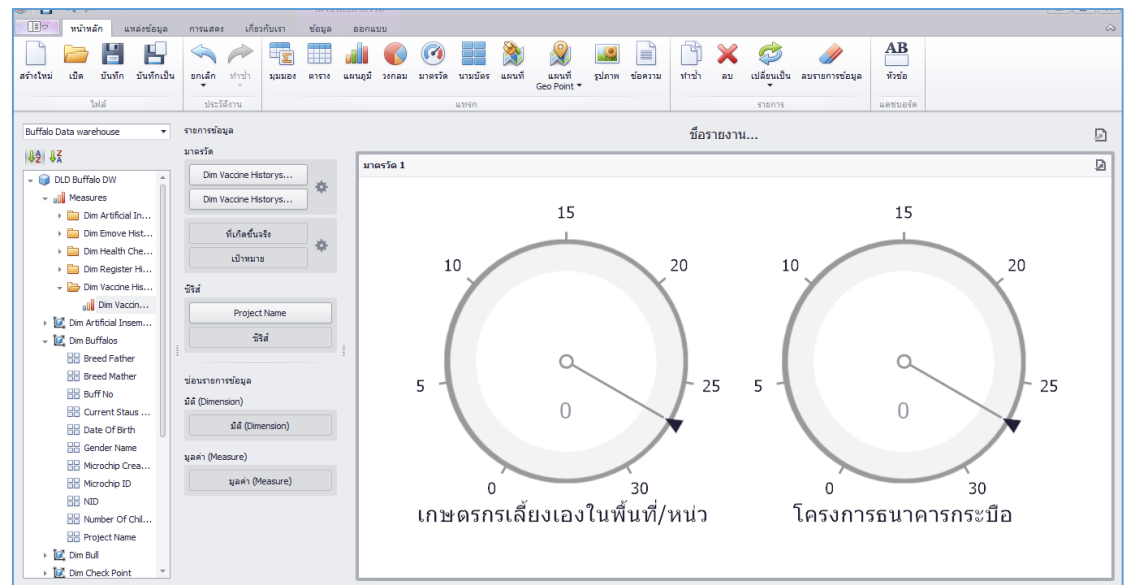 หน้าหลัก แหล่งข้อมูล การแสดง เกี่ยวกับเรา ข้อมูล ออกแบบ
สร้างใหม่ เปิด บันทึก บันทึกเป็น ยกเลิก ทำซ้ำ มุมมอง ตาราง แผนภูมิ วงกลม มาตรวัด นามบัตร แผนที่ แผนที่ รูปภาพ ข้อความ ทำซ้ำ ลบ เปลี่ยนเป็น ลบรายการข้อมูล AB หัวข้อ
Geo Point
ไฟล์ ประวัติงาน แทรก รายการ แดชบอร์ด
Buffalo Data warehouse
รายการข้อมูล
ชื่อรายงาน...
มาตรวัด
มาตรวัด 1
DLD Buffalo DW
Measures
Dim Artificial In...
Dim Emove Hist...
Dim Health Che...
Dim Register Hi...
Dim Vaccine His...
Dim Vaccin...
Dim Artificial Insem...
Dim Buffalos
Breed Father
Breed Mather
Buff No
Current Staus ...
Date Of Birth
Gender Name
Microchip Crea...
Microchip ID
NID
Number Of Chil...
Project Name
Dim Bull
Dim Check Point
Dim Vaccine Historys...
Dim Vaccine Historys...
ที่เกิดขึ้นจริง
เป้าหมาย
ซีรีส์
Project Name
ซีรีส์
ซ่อนรายการข้อมูล
มิติ (Dimension)
มิติ (Dimension)
มูลค่า (Measure)
มูลค่า (Measure)
15
10 20
5 25
0
0 30
เกษตรกรเลี้ยงเองในพื้นที่/หน่ว
15
10 20
5 25
0
0 30
โครงการธนาคารกระบือ